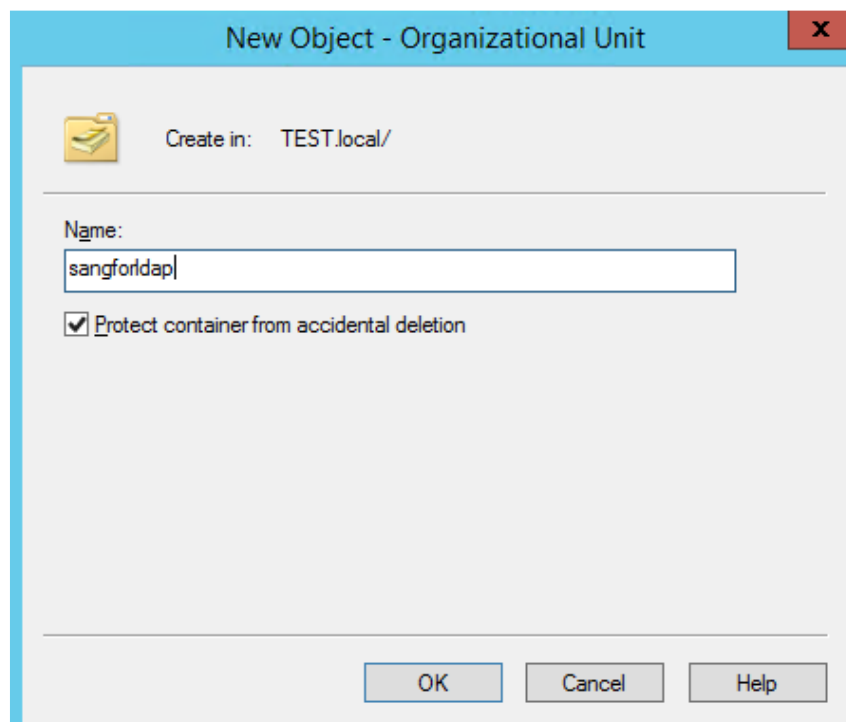 New Object - Organizational Unit
x
Create in: TEST.local/
Name:
sangforldap
Protect container from accidental deletion
OK Cancel Help